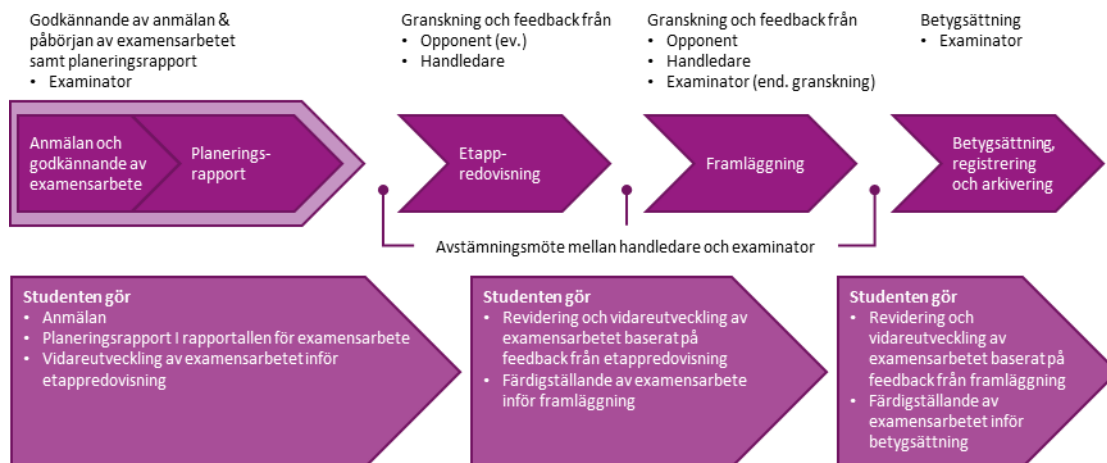 Godkännande av anmälan &
påbörjan av examensarbetet
samt planeringsrapport
• Examinator
Granskning och feedback från
• Opponent (ev.)
• Handledare
Granskning och feedback från
• Opponent
• Handledare
• Examinator (end. granskning)
Betygsättning
• Examinator
Anmälan och
godkännande av
examensarbete
Planerings-
rapport
Etapp-
redovisning
Framläggning
Betygsättning,
registrering
och arkivering
Avstämningsmöte mellan handledare och examinator
Studenten gör
• Anmälan
• Planeringsrapport I rapportallen för examensarbete
• Vidareutveckling av examensarbetet inför
etappredovisning
Studenten gör
• Revidering och vidareutveckling av
examensarbetet baserat på
feedback från etappredovisning
• Färdigställande av examensarbete
inför framläggning
Studenten gör
• Revidering och
vidareutveckling av
examensarbetet baserat på
feedback från framläggning
• Färdigställande av
examensarbetet inför
betygsättning